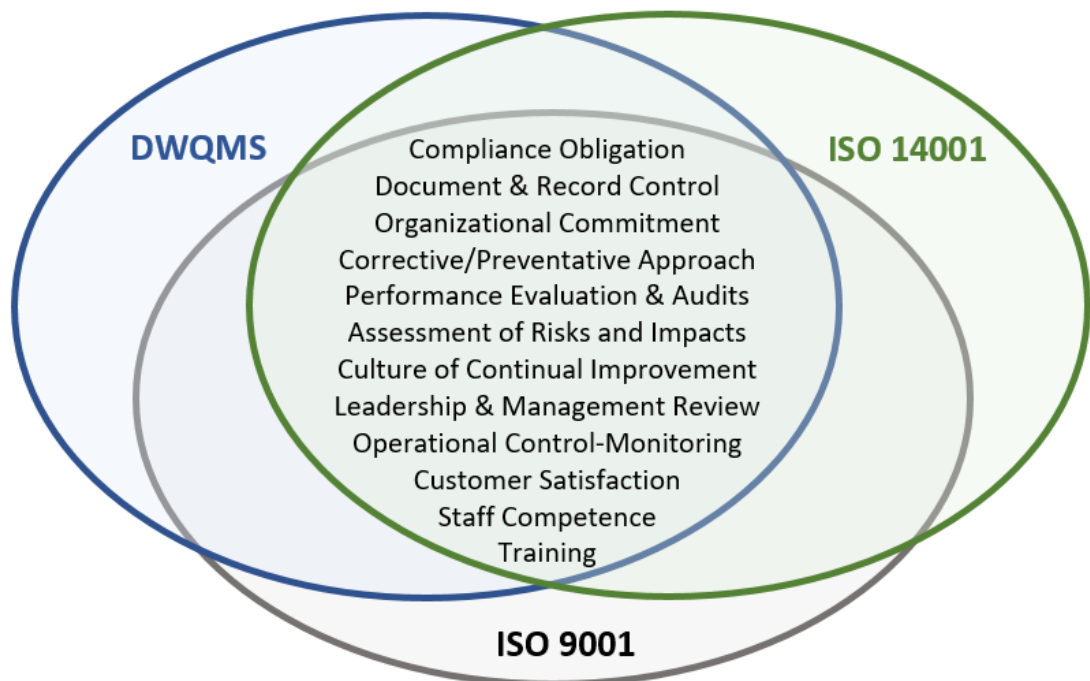 DWQMS
ISO 14001
Compliance Obligation
Document & Record Control
Organizational Commitment
Corrective/Preventative Approach
Performance Evaluation & Audits
Assessment of Risks and Impacts
Culture of Continual Improvement
Leadership & Management Review
Operational Control-Monitoring
Customer Satisfaction
Staff Competence
Training
ISO 9001